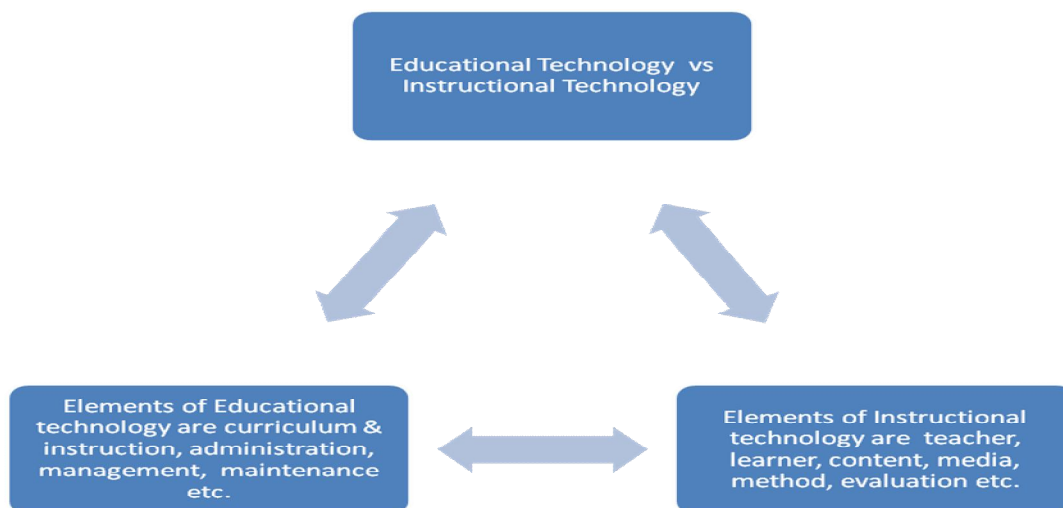 Educational Technology vs
Instructional Technology
Elements of Educational
technology are curriculum &
instruction, administration,
management, maintenance
etc.
Elements of Instructional
technology are teacher,
learner, content, media,
method, evaluation etc.